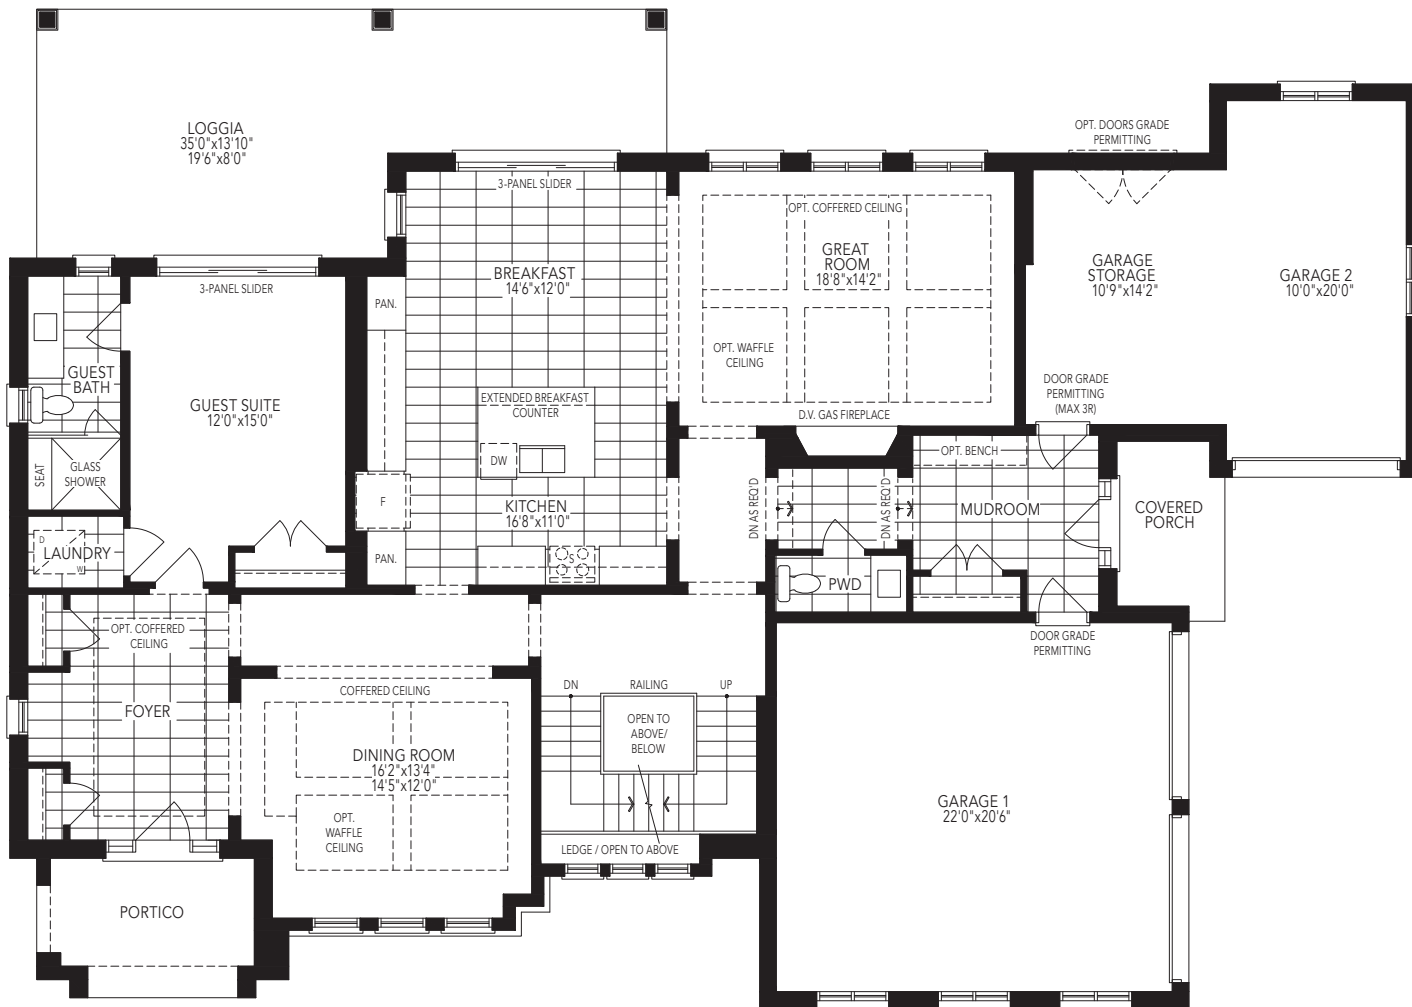 LOGGIA
35'0"x13'10"
19'6"x8'0"
OPT. DOORS GRADE
PERMITTING
3-PANEL SLIDER
OPT. COFFERED CEILING
GREAT
ROOM
18'8"x14'2"
BREAKFAST
14'6"x12'0"
GARAGE
STORAGE
10'9"x14'2"
GARAGE 2
10'0"x20'0"
3-PANEL SLIDER
PAN.
OPT. WAFFLE
CEILING
GUEST
BATH
GUEST SUITE
12'0"x15'0"
DOOR GRADE
PERMITTING
(MAX 3R)
EXTENDED BREAKFAST
COUNTER
D.V. GAS FIREPLACE
OPT. BENCH
DW
SEAT
GLASS
SHOWER
F
KITCHEN
16'8"x11'0"
DN AS REQ'D
DN AS REQ'D
MUDROOM
COVERED
PORCH
D
LAUNDRY
W
PAN.
S
PWD
OPT. COFFERED
CEILING
DOOR GRADE
PERMITTING
COFFERED CEILING
DN
RAILING
UP
FOYER
OPEN TO
ABOVE/
BELOW
DINING ROOM
16'2"x13'4"
14'5"x12'0"
OPT.
WAFFLE
CEILING
GARAGE 1
22'0"x20'6"
LEDGE / OPEN TO ABOVE
PORTICO